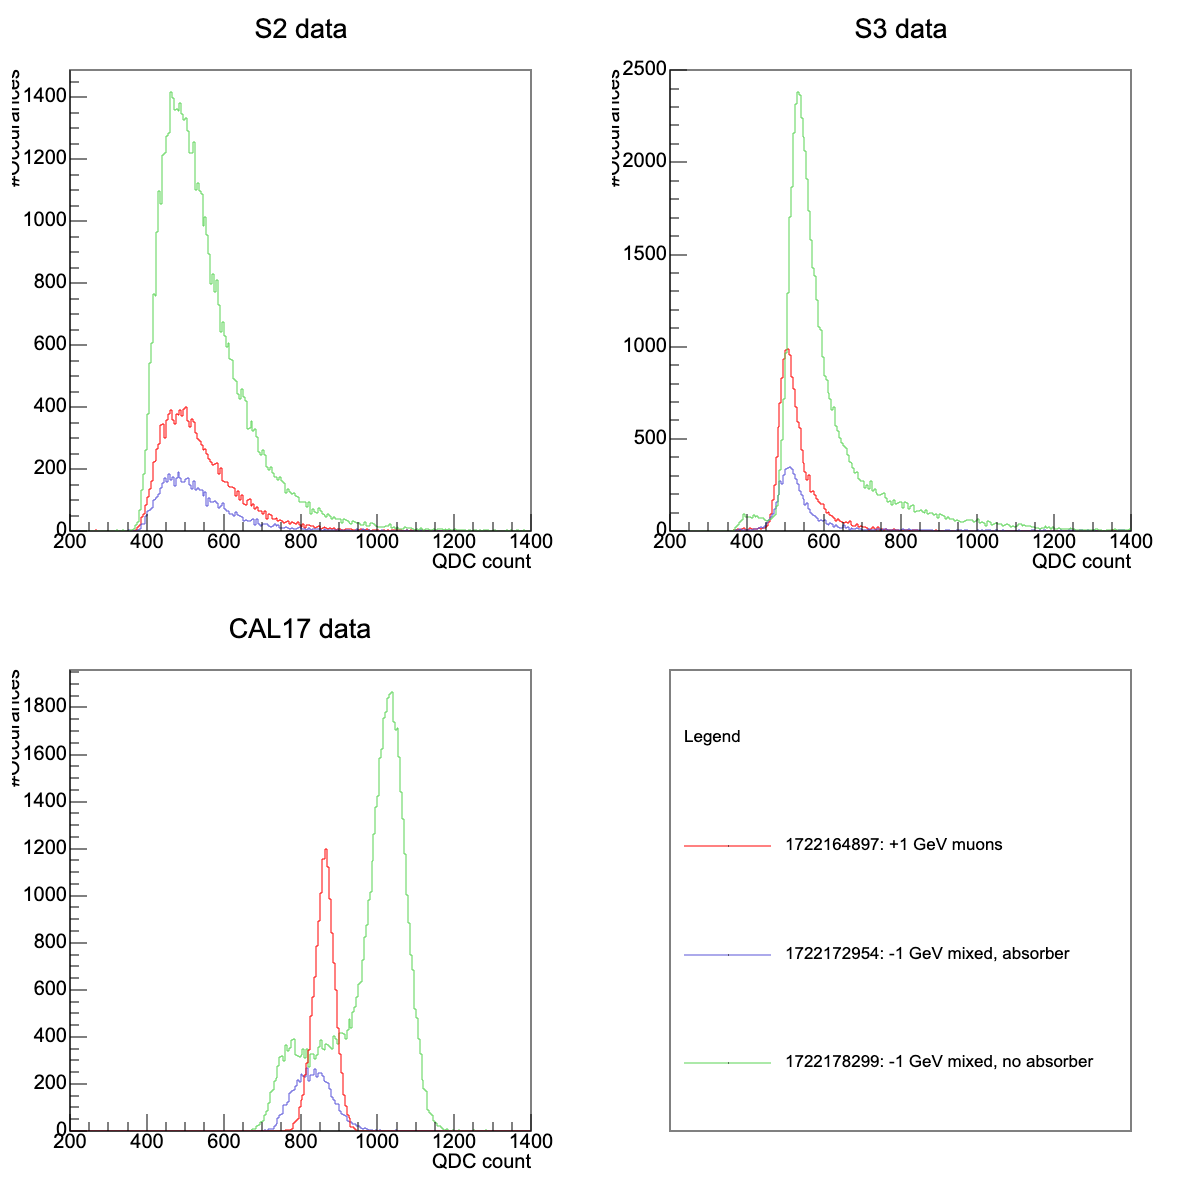 S2 data
#Occurances
1400
1200
1000
800
600
400
200
0
200 400 600 800 1000 1200 1400
QDC count
S3 data
#Occurances
2500
2000
1500
1000
500
0
200 400 600 800 1000 1200 1400
QDC count
CAL17 data
#Occurances
1800
1600
1400
1200
1000
800
600
400
200
0
200 400 600 800 1000 1200 1400
QDC count
Legend
1722164897: +1 GeV muons
1722172954: -1 GeV mixed, absorber
1722178299: -1 GeV mixed, no absorber